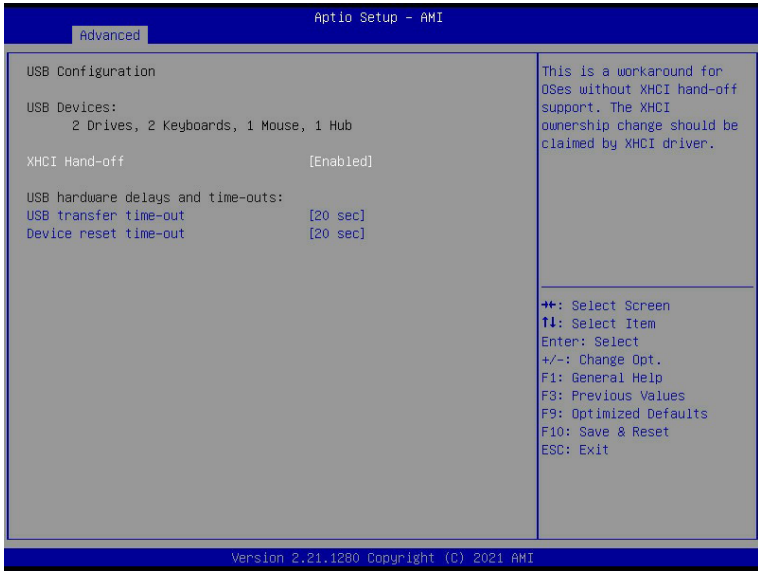 Aptio Setup – AMI
Advanced
USB Configuration
USB Devices:
2 Drives, 2 Keyboards, 1 Mouse, 1 Hub
XHCI Hand-off [Enabled]
USB hardware delays and time-outs:
USB transfer time-out [20 sec]
Device reset time-out [20 sec]
This is a workaround for
OSes without XHCI hand-off
support. The XHCI
ownership change should be
claimed by XHCI driver.
→←: Select Screen
↑↓: Select Item
Enter: Select
+/-: Change Opt.
F1: General Help
F3: Previous Values
F9: Optimized Defaults
F10: Save & Reset
ESC: Exit
Version 2.21.1280 Copyright (C) 2021 AMI